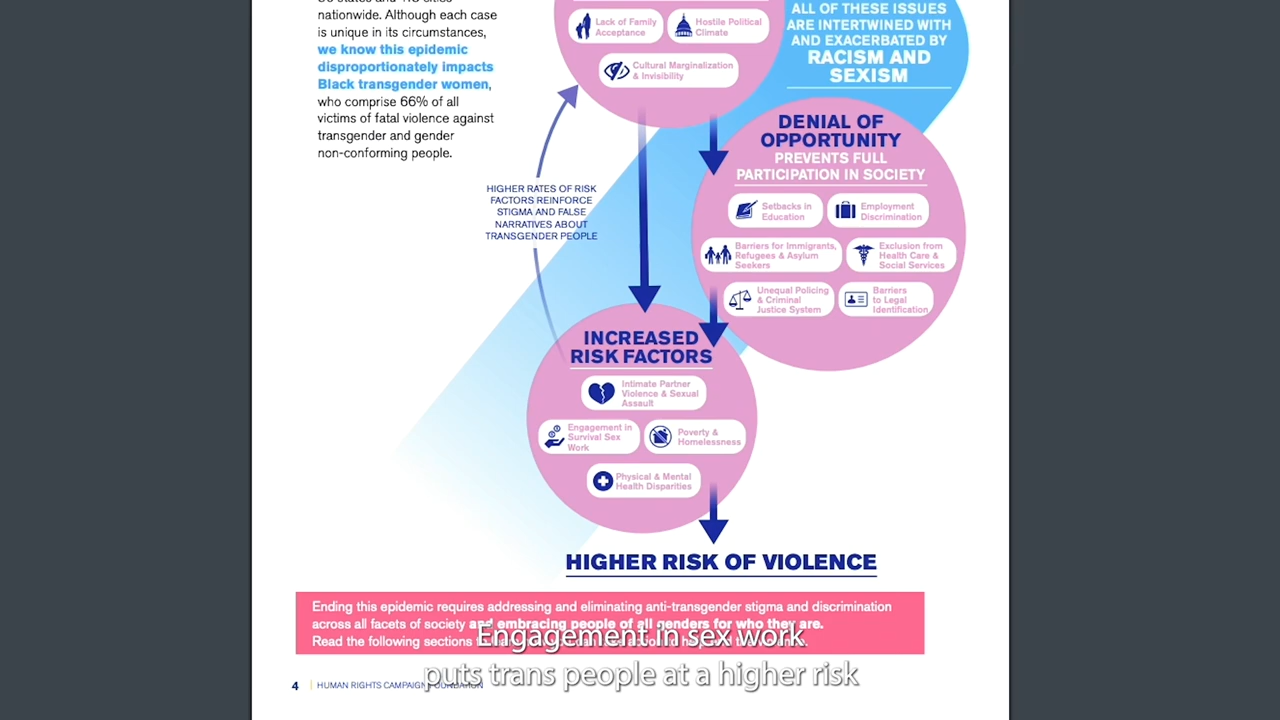 nationwide. Although each case
is unique in its circumstances,
we know this epidemic
disproportionately impacts
Black transgender women,
who comprise 66% of all
victims of fatal violence against
transgender and gender
non-conforming people.
Lack of Family
Acceptance
Hostile Political
Climate
Cultural Marginalization
& Invisibility
ALL OF THESE ISSUES
ARE INTERTWINED WITH
AND EXACERBATED BY
RACISM AND
SEXISM
DENIAL OF
OPPORTUNITY
PREVENTS FULL
PARTICIPATION IN SOCIETY
Setbacks in
Education
Employment
Discrimination
Barriers for Immigrants,
Refugees & Asylum
Seekers
Exclusion from
Health Care &
Social Services
Unequal Policing
& Criminal
Justice System
Barriers
to Legal
Identification
HIGHER RATES OF RISK
FACTORS REINFORCE
STIGMA AND FALSE
NARRATIVES ABOUT
TRANSGENDER PEOPLE
INCREASED
RISK FACTORS
Intimate Partner
Violence & Sexual
Assault
Engagement in
Survival Sex
Work
Poverty &
Homelessness
Physical & Mental
Health Disparities
HIGHER RISK OF VIOLENCE
Ending this epidemic requires addressing and eliminating anti-transgender stigma and discrimination
across all facets of society and embracing people of all genders for who they are.
Read the following sections
Engagement in sex work
puts trans people at a higher risk
4 | HUMAN RIGHTS CAMPAIGN FOUNDATION